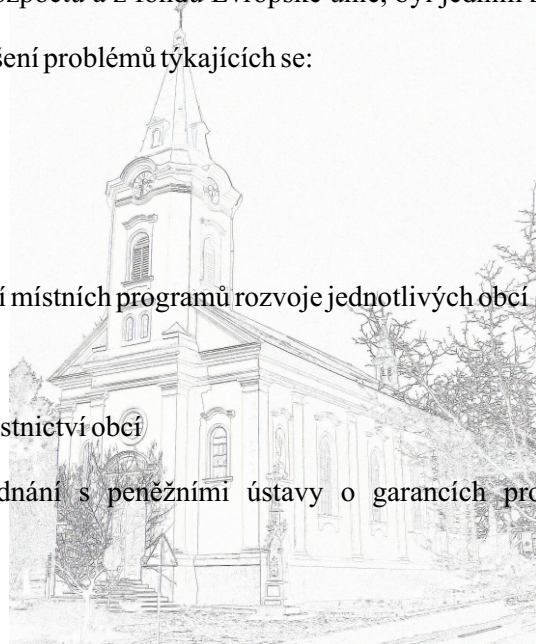 a z fondů Evropské unie, byl jedním
šení problémů týkajících se:
í místních programů rozvoje jednotlivých obcí
stnictví obcí
dnání s peněžními ústavy o garancích pro